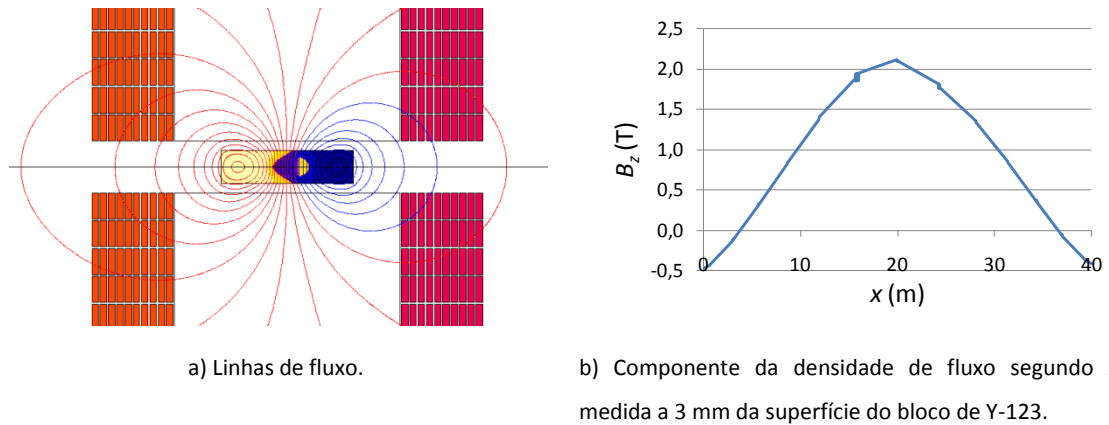 2,5
2,0
1,5
1,0
0,5
0,0
-0,5
B_z (T)
0 10 20 30 40
x (m)
a) Linhas de fluxo.
b) Componente da densidade de fluxo segundo
medida a 3 mm da superfície do bloco de Y-123.